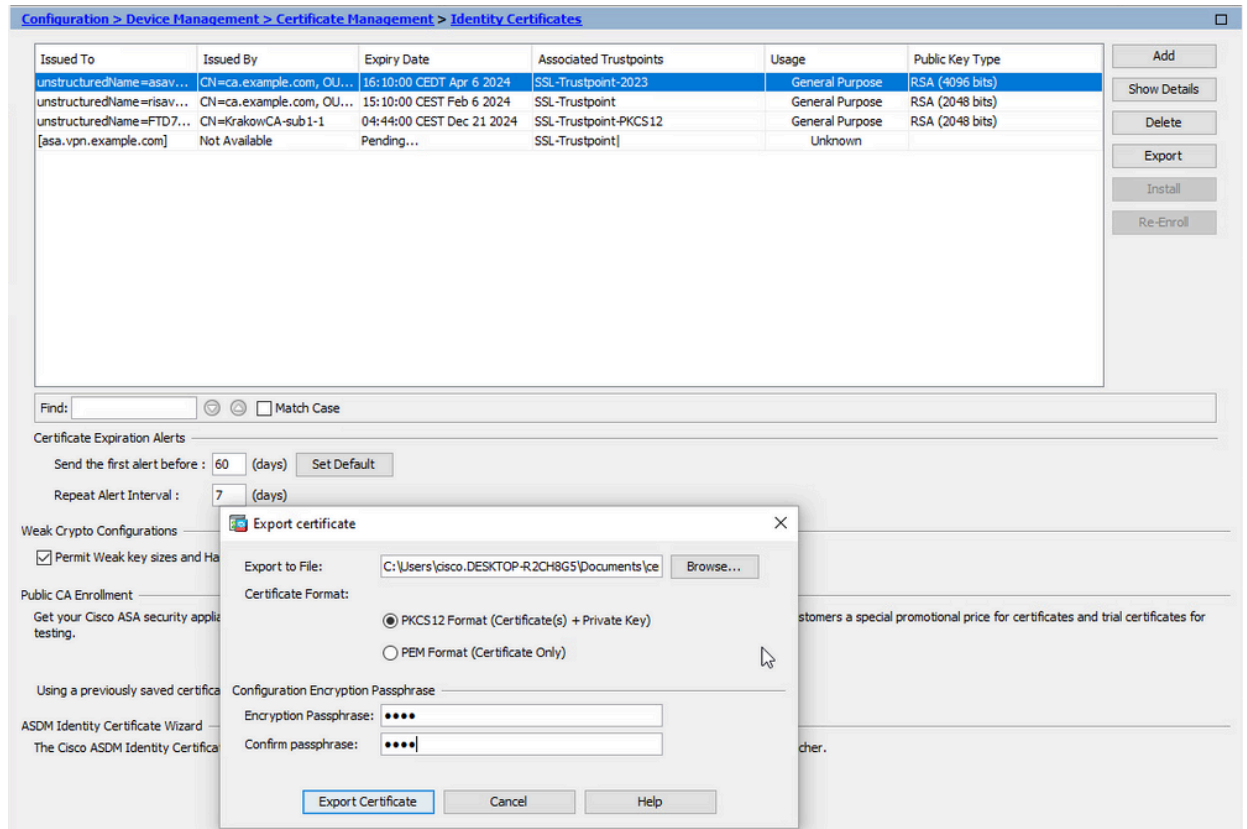 Configuration > Device Management > Certificate Management > Identity Certificates
Issued To Issued By Expiry Date Associated Trustpoints Usage Public Key Type
unstructuredName=asav... CN=ca.example.com, OU... 16:10:00 CEDT Apr 6 2024 SSL-Trustpoint-2023 General Purpose RSA (4096 bits)
unstructuredName=risav... CN=ca.example.com, OU... 15:10:00 CEST Feb 6 2024 SSL-Trustpoint General Purpose RSA (2048 bits)
unstructuredName=FTD7... CN=KrakowCA-sub1-1 04:44:00 CEST Dec 21 2024 SSL-Trustpoint-PKCS12 General Purpose RSA (2048 bits)
[asa.vpn.example.com] Not Available Pending... SSL-Trustpoint| Unknown
Add
Show Details
Delete
Export
Install
Re-Enroll
Find: Match Case
Certificate Expiration Alerts
Send the first alert before : 60 (days) Set Default
Repeat Alert Interval : 7 (days)
Weak Crypto Configurations
Permit Weak key sizes and Ha
Public CA Enrollment
Get your Cisco ASA security applia stomers a special promotional price for certificates and trial certificates for
testing.
Using a previously saved certifica
ASDM Identity Certificate Wizard
The Cisco ASDM Identity Certifica cher.
Export certificate
Export to File: C:\Users\cisco.DESKTOP-R2CH8G5\Documents\ce Browse...
Certificate Format:
PKCS12 Format (Certificate(s) + Private Key)
PEM Format (Certificate Only)
Configuration Encryption Passphrase
Encryption Passphrase: ●●●●
Confirm passphrase: ●●●●
Export Certificate Cancel Help